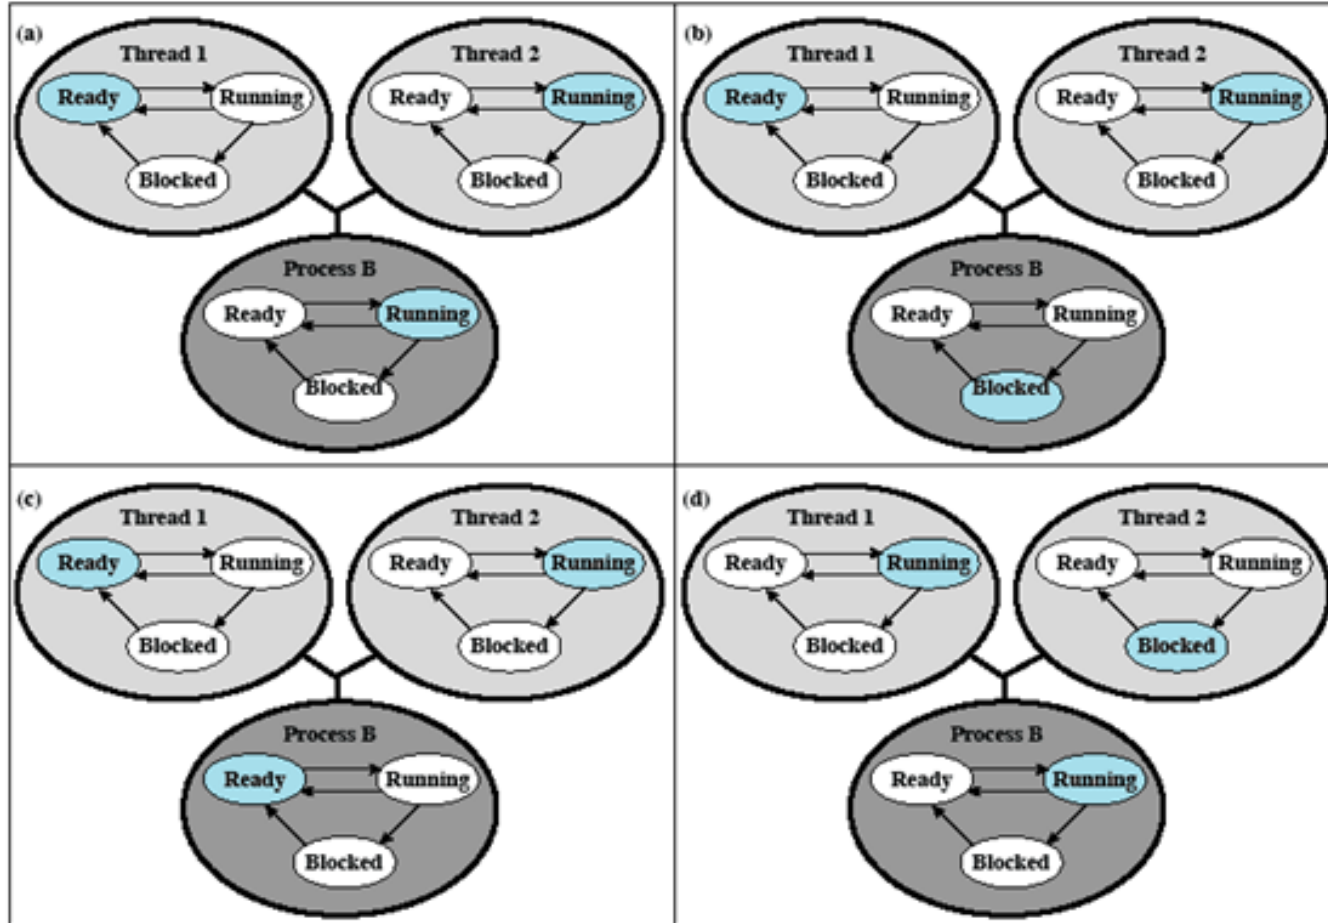 (a)
Thread 1
Ready
Running
Blocked
Thread 2
Ready
Running
Blocked
Process B
Ready
Running
Blocked
(b)
Thread 1
Ready
Running
Blocked
Thread 2
Ready
Running
Blocked
Process B
Ready
Running
Blocked
(c)
Thread 1
Ready
Running
Blocked
Thread 2
Ready
Running
Blocked
Process B
Ready
Running
Blocked
(d)
Thread 1
Ready
Running
Blocked
Thread 2
Ready
Running
Blocked
Process B
Ready
Running
Blocked